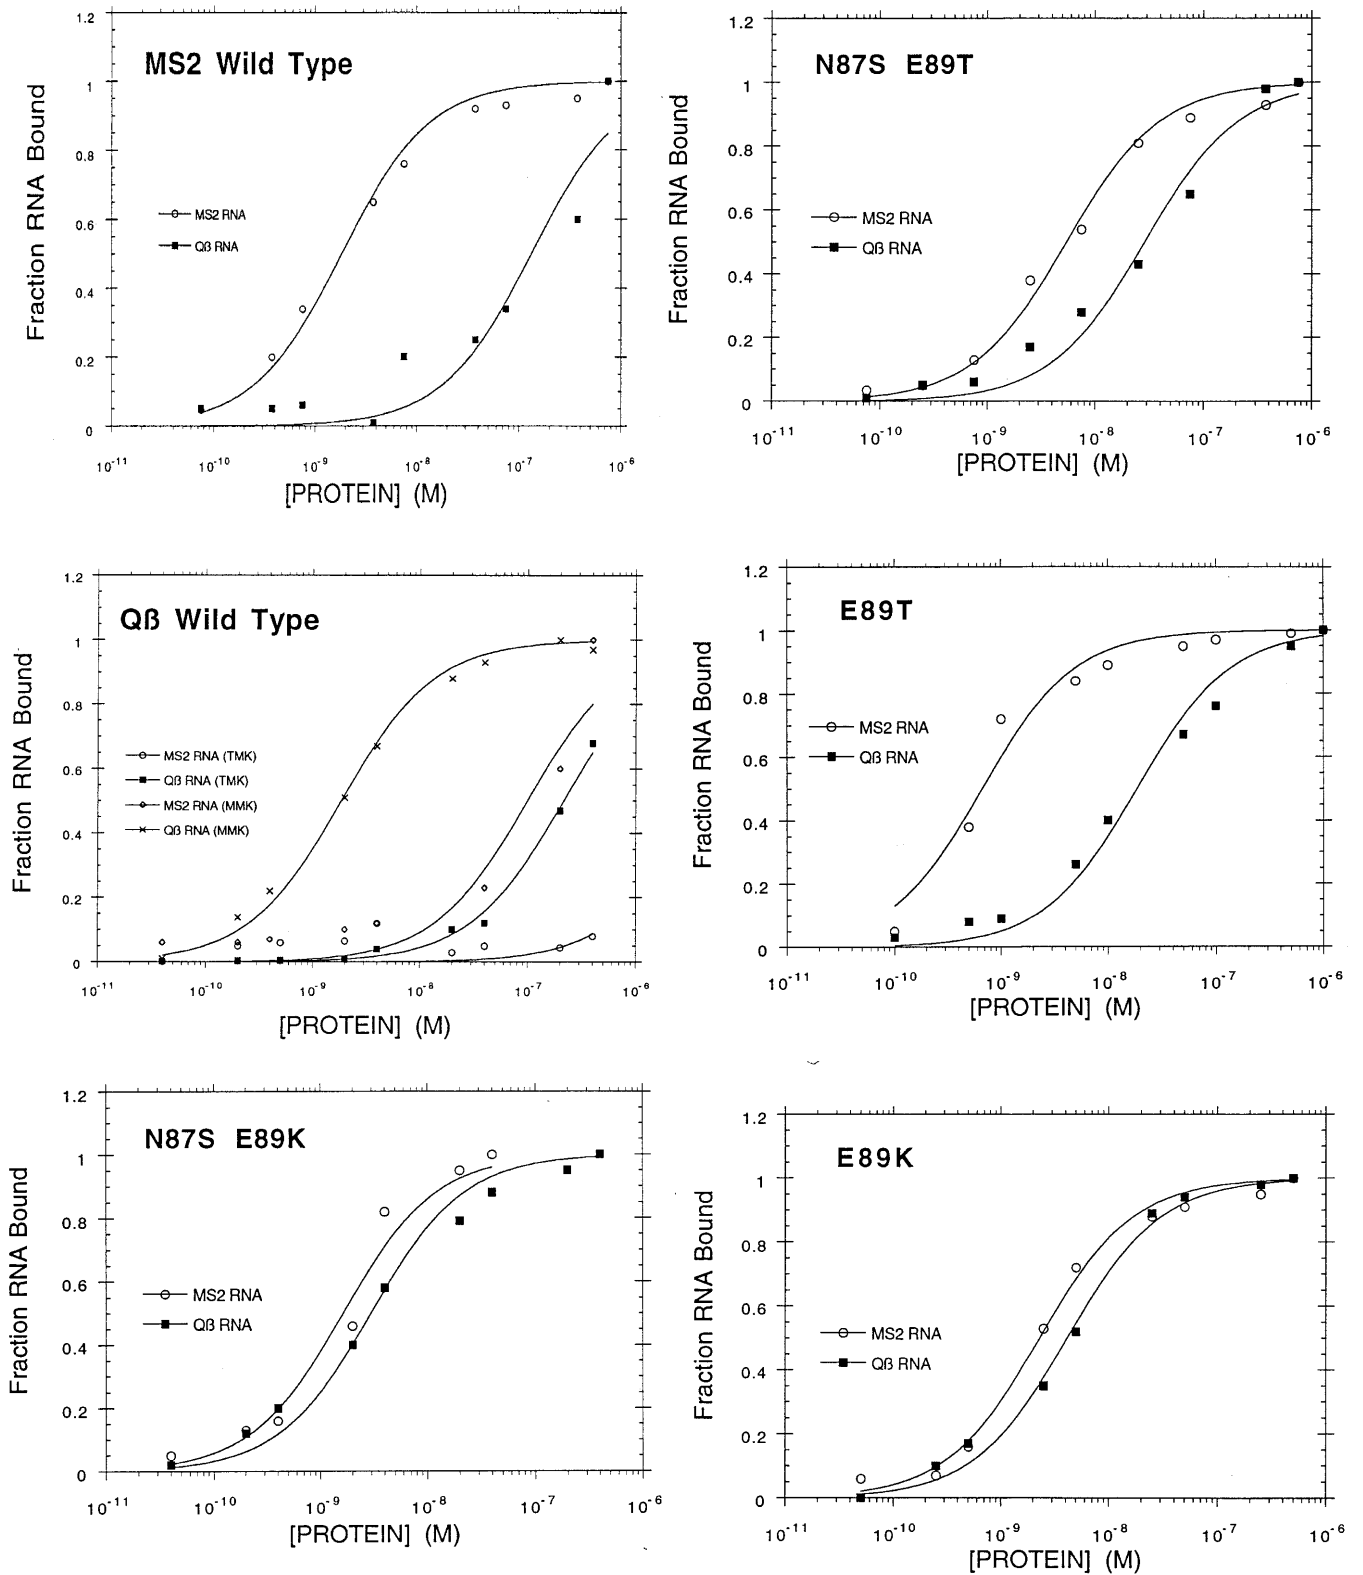 MS2 Wild Type
Fraction RNA Bound
1.2
1
0.8
0.6
0.4
0.2
0
MS2 RNA
Qß RNA
10⁻¹¹ 10⁻¹⁰ 10⁻⁹ 10⁻⁸ 10⁻⁷ 10⁻⁶
[PROTEIN] (M)
N87S E89T
Fraction RNA Bound
1.2
1
0.8
0.6
0.4
0.2
0
MS2 RNA
Qß RNA
10⁻¹¹ 10⁻¹⁰ 10⁻⁹ 10⁻⁸ 10⁻⁷ 10⁻⁶
[PROTEIN] (M)
Qß Wild Type
Fraction RNA Bound
1.2
1
0.8
0.6
0.4
0.2
0
MS2 RNA (TMK)
Qß RNA (TMK)
MS2 RNA (MMK)
Qß RNA (MMK)
10⁻¹¹ 10⁻¹⁰ 10⁻⁹ 10⁻⁸ 10⁻⁷ 10⁻⁶
[PROTEIN] (M)
E89T
Fraction RNA Bound
1.2
1
0.8
0.6
0.4
0.2
0
MS2 RNA
Qß RNA
10⁻¹¹ 10⁻¹⁰ 10⁻⁹ 10⁻⁸ 10⁻⁷ 10⁻⁶
[PROTEIN] (M)
N87S E89K
Fraction RNA Bound
1.2
1
0.8
0.6
0.4
0.2
0
MS2 RNA
Qß RNA
10⁻¹¹ 10⁻¹⁰ 10⁻⁹ 10⁻⁸ 10⁻⁷ 10⁻⁶
[PROTEIN] (M)
E89K
Fraction RNA Bound
1.2
1
0.8
0.6
0.4
0.2
0
MS2 RNA
Qß RNA
10⁻¹¹ 10⁻¹⁰ 10⁻⁹ 10⁻⁸ 10⁻⁷ 10⁻⁶
[PROTEIN] (M)